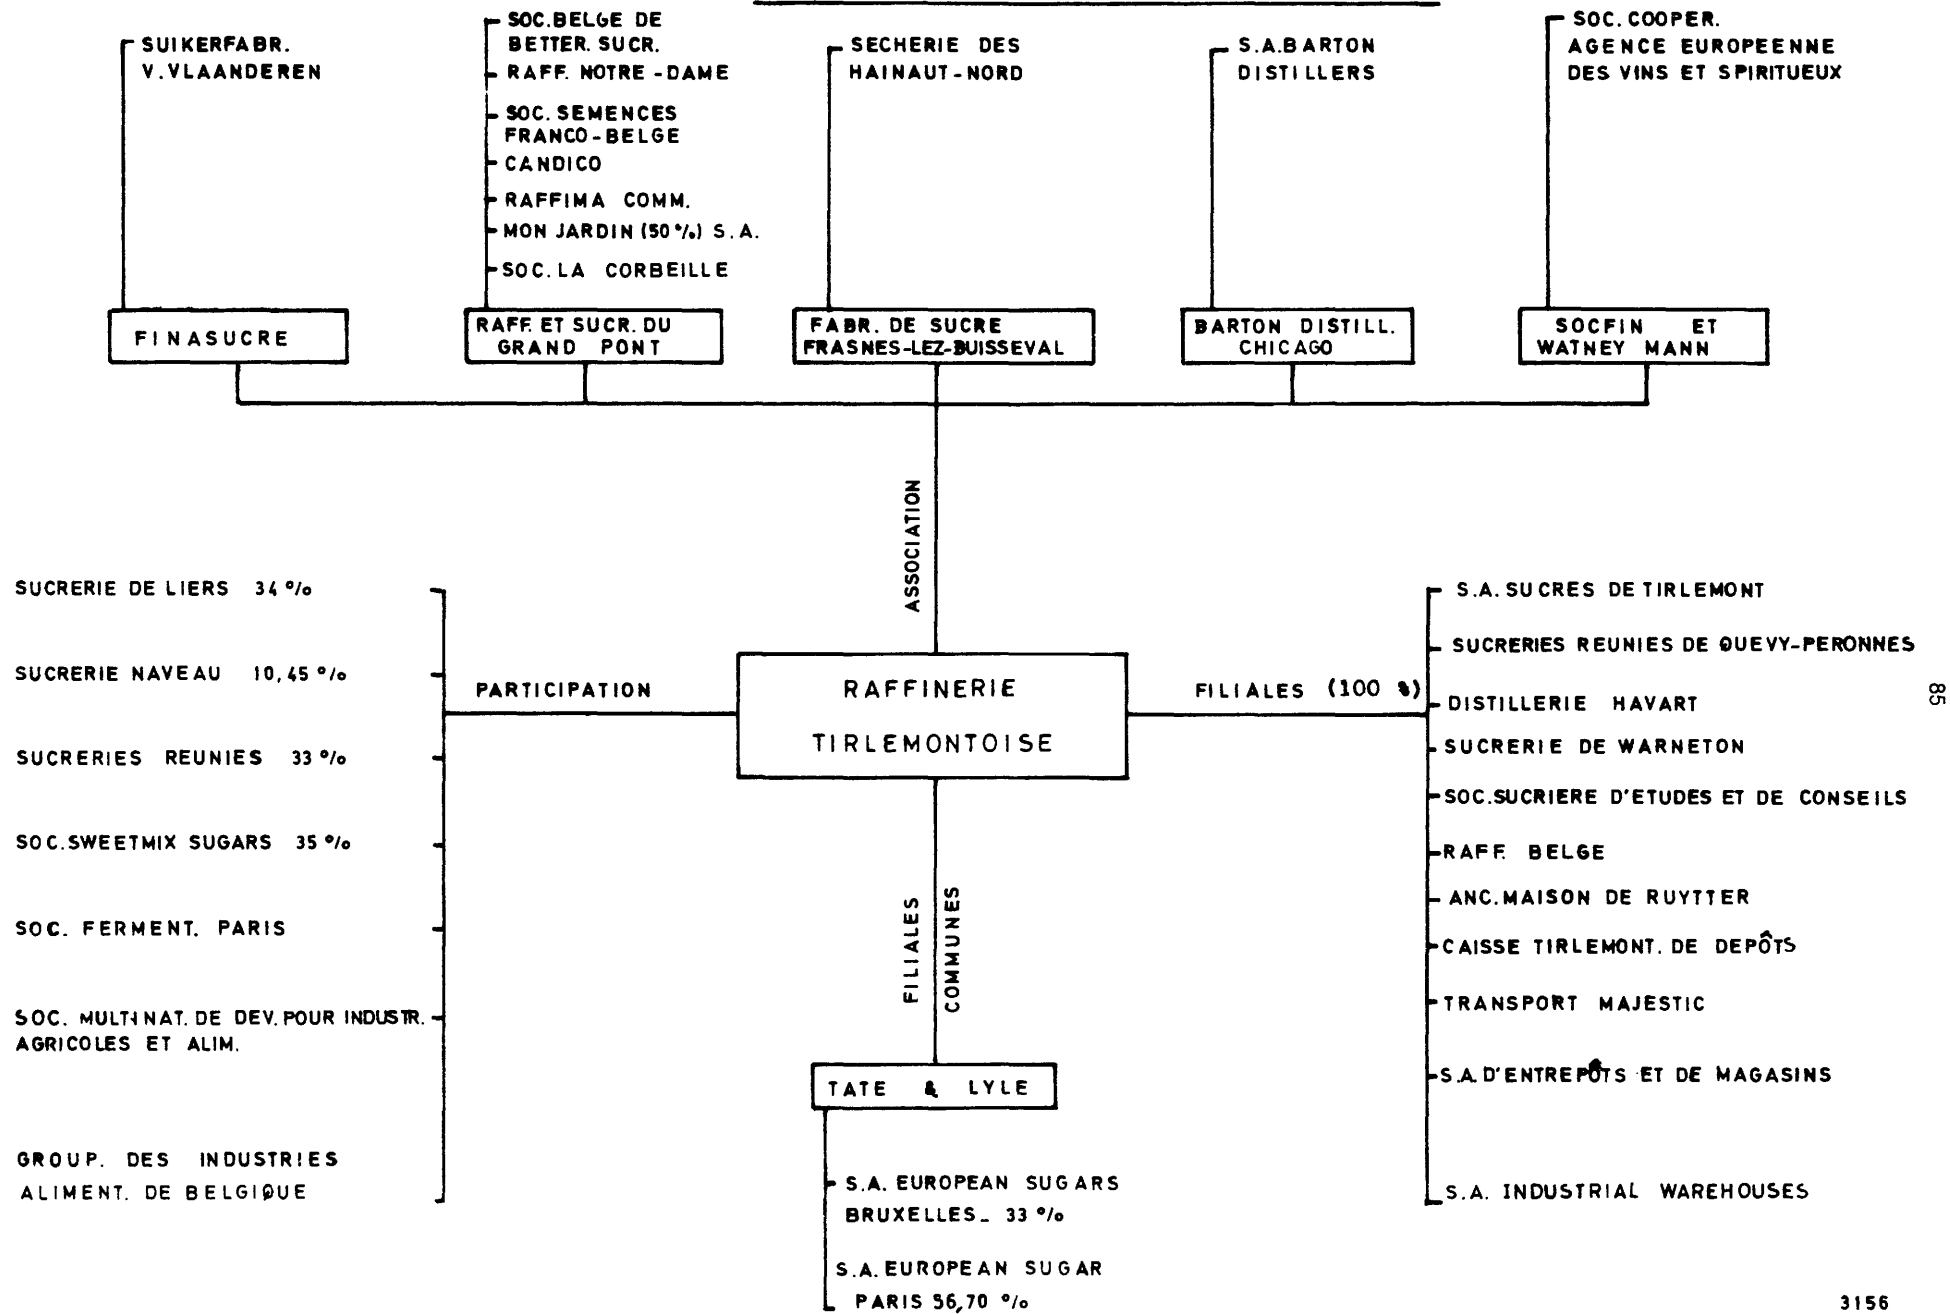 SUIKERFABR.
V.VLAANDEREN
SOC.BELGE DE
BETTER. SUCR.
RAFF. NOTRE-DAME
SOC. SEMENCES
FRANCO-BELGE
CANDICO
RAFFIMA COMM.
MON JARDIN (50 %) S.A.
SOC. LA CORBEILLE
SECHERIE DES
HAINAUT-NORD
S.A.BARTON
DISTILLERS
SOC. COOPER.
AGENCE EUROPEENNE
DES VINS ET SPIRITUEUX
FINASUCRE
RAFF. ET SUCR. DU
GRAND PONT
FABR. DE SUCRE
FRASNES-LEZ-BUISSEVAL
BARTON DISTILL.
CHICAGO
SOCFIN ET
WATNEY MANN
ASSOCIATION
SUCRERIE DE LIERS 34 %
SUCRERIE NAVEAU 10,45 %
SUCRERIES REUNIES 33 %
SOC.SWEETMIX SUGARS 35 %
SOC. FERMENT. PARIS
SOC. MULTINAT. DE DEV. POUR INDUSTR.
AGRICOLES ET ALIM.
GROUP. DES INDUSTRIES
ALIMENT. DE BELGIQUE
PARTICIPATION
RAFFINERIE
TIRLEMONTOISE
FILIALES (100 %)
S.A. SUCRES DE TIRLEMONT
SUCRERIES REUNIES DE QUEVY-PERONNES
DISTILLERIE HAVART
SUCRERIE DE WARNETON
SOC.SUCRIERE D'ETUDES ET DE CONSEILS
RAFF. BELGE
ANC. MAISON DE RUYTTER
CAISSE TIRLEMONT. DE DEPÔTS
TRANSPORT MAJESTIC
S.A. D'ENTREPÔTS ET DE MAGASINS
S.A. INDUSTRIAL WAREHOUSES
FILIALES
COMMUNES
TATE & LYLE
S.A. EUROPEAN SUGARS
BRUXELLES_ 33 %
S.A. EUROPEAN SUGAR
PARIS 56,70 %
85
3156